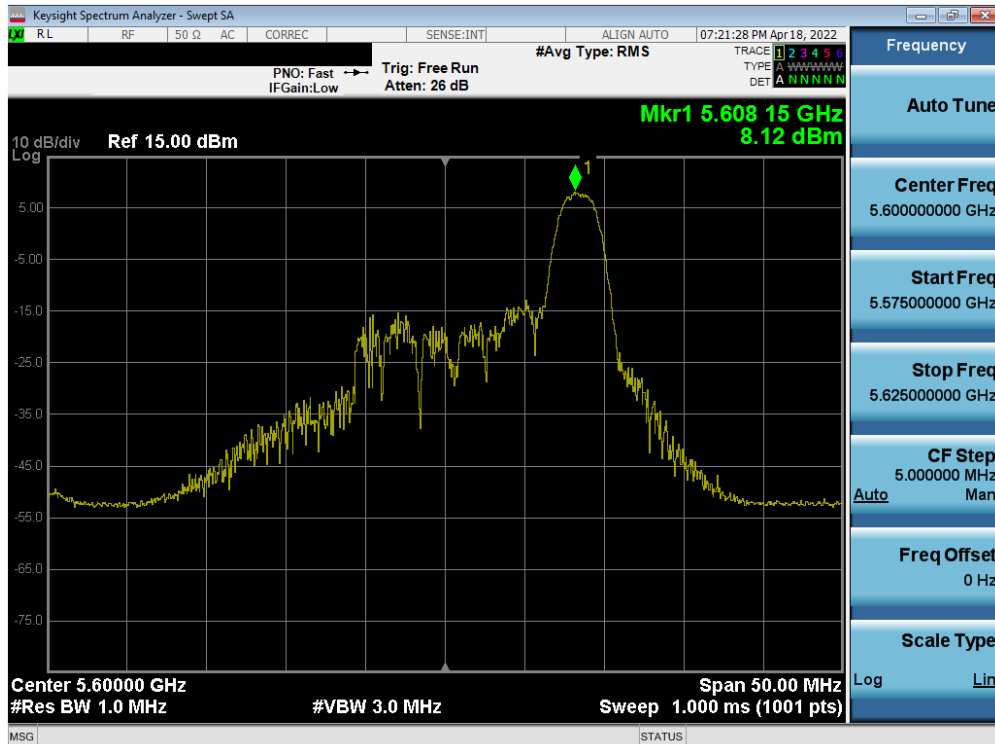 Keysight Spectrum Analyzer - Swept SA
LXI RL RF 50 Ω AC CORREC SENSE:INT ALIGN AUTO 07:21:28 PM Apr 18, 2022
PNO: Fast
IFGain:Low
Trig: Free Run
Atten: 26 dB
#Avg Type: RMS
TRACE 1 2 3 4 5 6
TYPE A WWWWW
DET A N N N N N
Mkr1 5.608 15 GHz
8.12 dBm
10 dB/div Ref 15.00 dBm
Log
1
5.00
-5.00
-15.0
-25.0
-35.0
-45.0
-55.0
-65.0
-75.0
Center 5.60000 GHz Span 50.00 MHz
#Res BW 1.0 MHz #VBW 3.0 MHz Sweep 1.000 ms (1001 pts)
MSG STATUS
Frequency
Auto Tune
Center Freq
5.600000000 GHz
Start Freq
5.575000000 GHz
Stop Freq
5.625000000 GHz
CF Step
5.000000 MHz
Auto Man
Freq Offset
0 Hz
Scale Type
Log Lin